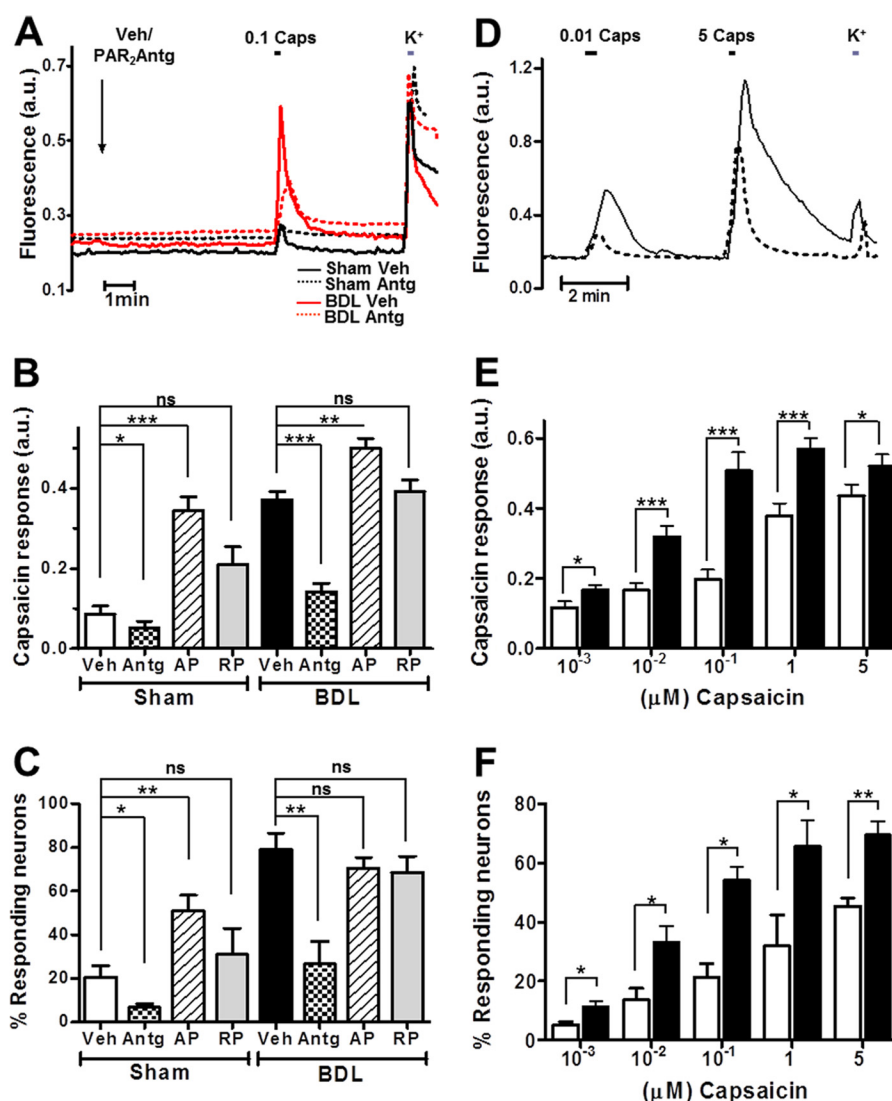 A
Veh/
PAR₂Antg
0.1 Caps
K⁺
Fluorescence (a.u.)
0.7
0.5
0.3
0.1
1min
Sham Veh
Sham Antg
BDL Veh
BDL Antg
D
0.01 Caps
5 Caps
K⁺
Fluorescence (a.u.)
1.2
0.8
0.4
0.0
2 min
B
ns
***
*
ns
**
***
Capsaicin response (a.u.)
0.4
0.2
0.0
Veh Antg AP RP Veh Antg AP RP
Sham BDL
E
*
***
***
***
*
Capsaicin response (a.u.)
0.6
0.4
0.2
0.0
10⁻³ 10⁻² 10⁻¹ 1 5
(μM) Capsaicin
C
ns
**
*
ns
ns
**
% Responding neurons
100
80
60
40
20
0
Veh Antg AP RP Veh Antg AP RP
Sham BDL
F
*
*
*
*
**
% Responding neurons
80
60
40
20
0
10⁻³ 10⁻² 10⁻¹ 1 5
(μM) Capsaicin